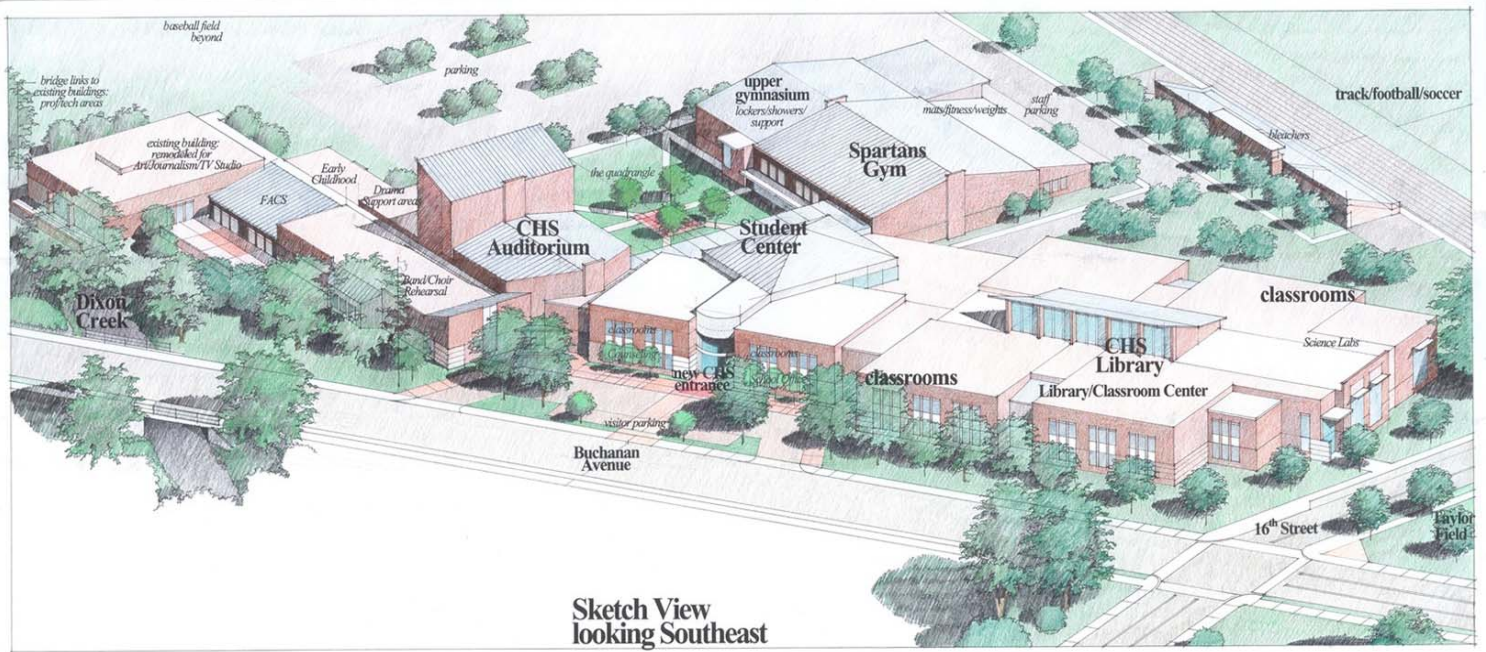 baseball field
beyond
parking
bridge links to
existing buildings:
prof/tech areas
existing building:
remodeled for
Art/Journalism/TV Studio
FACS
Early
Childhood
Drama
Support areas
the quadrangle
upper
gymnasium
lockers/showers/
support
mats/fitness/weights
staff
parking
track/football/soccer
bleachers
Spartans
Gym
CHS
Auditorium
Student
Center
Band/Choir
Rehearsal
Dixon
Creek
classrooms
Counseling
new CHS
entrance
classrooms
School Office
classrooms
classrooms
Science Labs
CHS
Library
Library/Classroom Center
visitor parking
Buchanan
Avenue
16th Street
Taylor
Field
Sketch View
looking Southeast